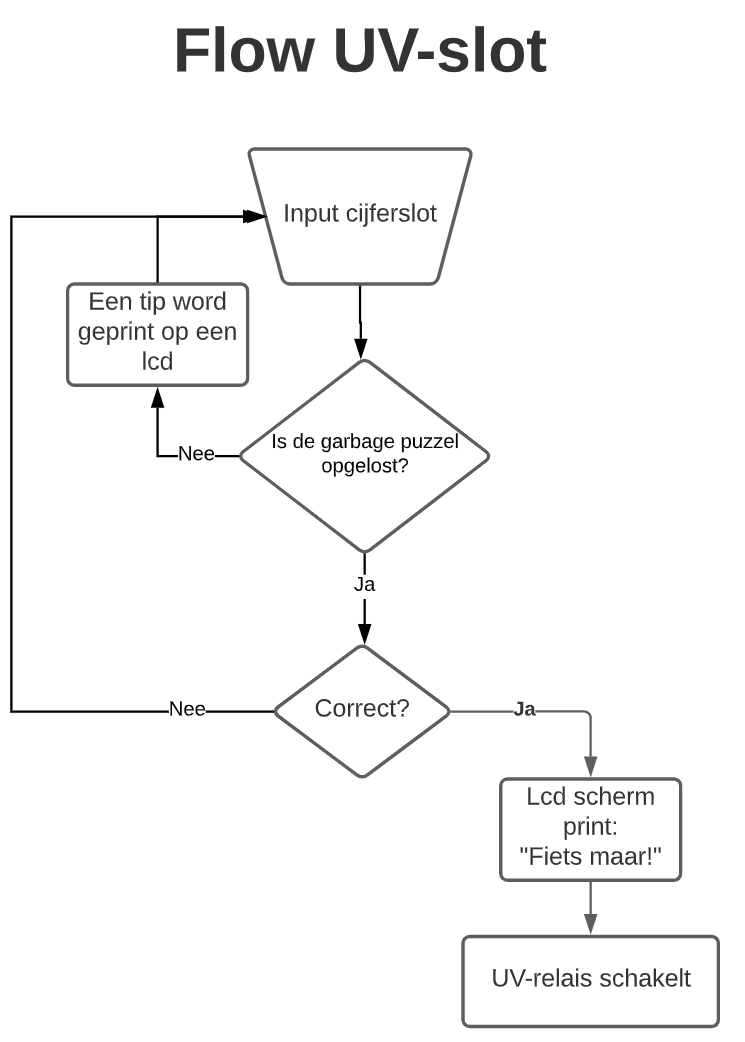 Flow UV-slot
Input cijferslot
Een tip word
geprint op een
lcd
Is de garbage puzzel
opgelost?
Nee
Ja
Correct?
Nee
Ja
Lcd scherm
print:
"Fiets maar!"
UV-relais schakelt